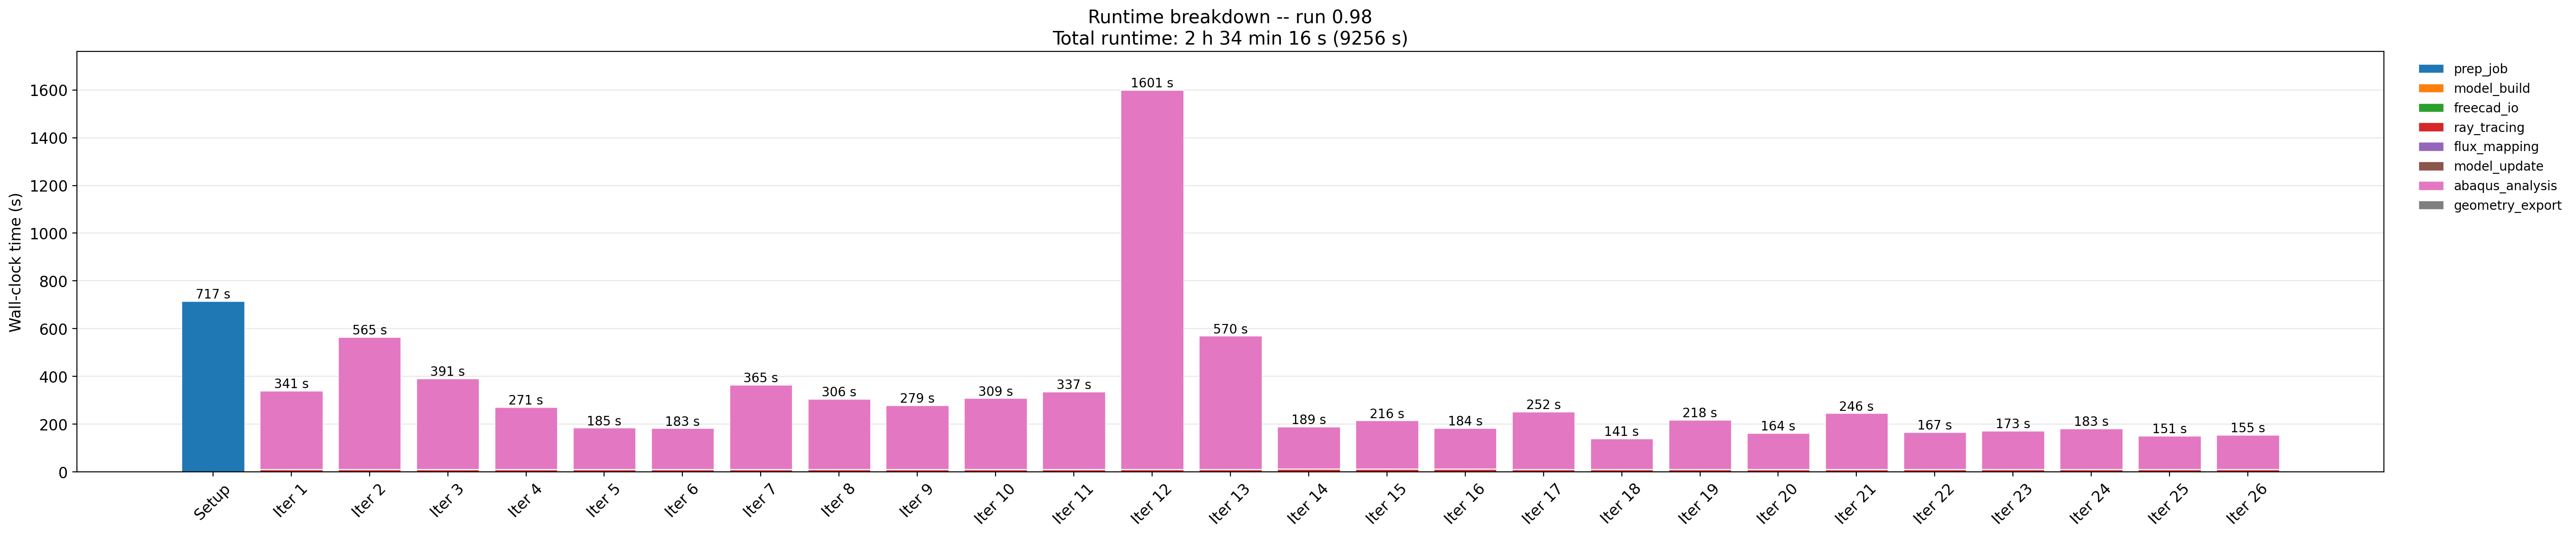 Runtime breakdown -- run 0.98
Total runtime: 2 h 34 min 16 s (9256 s)
Wall-clock time (s)
1600
1400
1200
1000
800
600
400
200
0
717 s
341 s
565 s
391 s
271 s
185 s
183 s
365 s
306 s
279 s
309 s
337 s
1601 s
570 s
189 s
216 s
184 s
252 s
141 s
218 s
164 s
246 s
167 s
173 s
183 s
151 s
155 s
Setup
Iter 1
Iter 2
Iter 3
Iter 4
Iter 5
Iter 6
Iter 7
Iter 8
Iter 9
Iter 10
Iter 11
Iter 12
Iter 13
Iter 14
Iter 15
Iter 16
Iter 17
Iter 18
Iter 19
Iter 20
Iter 21
Iter 22
Iter 23
Iter 24
Iter 25
Iter 26
prep_job
model_build
freecad_io
ray_tracing
flux_mapping
model_update
abaqus_analysis
geometry_export